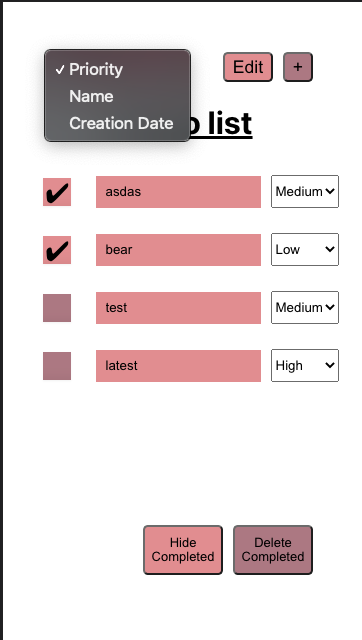 ✓ Priority
Name
Creation Date
Edit
+
o list
✔ asdas Medium
✔ bear Low
test Medium
latest High
Hide
Completed
Delete
Completed